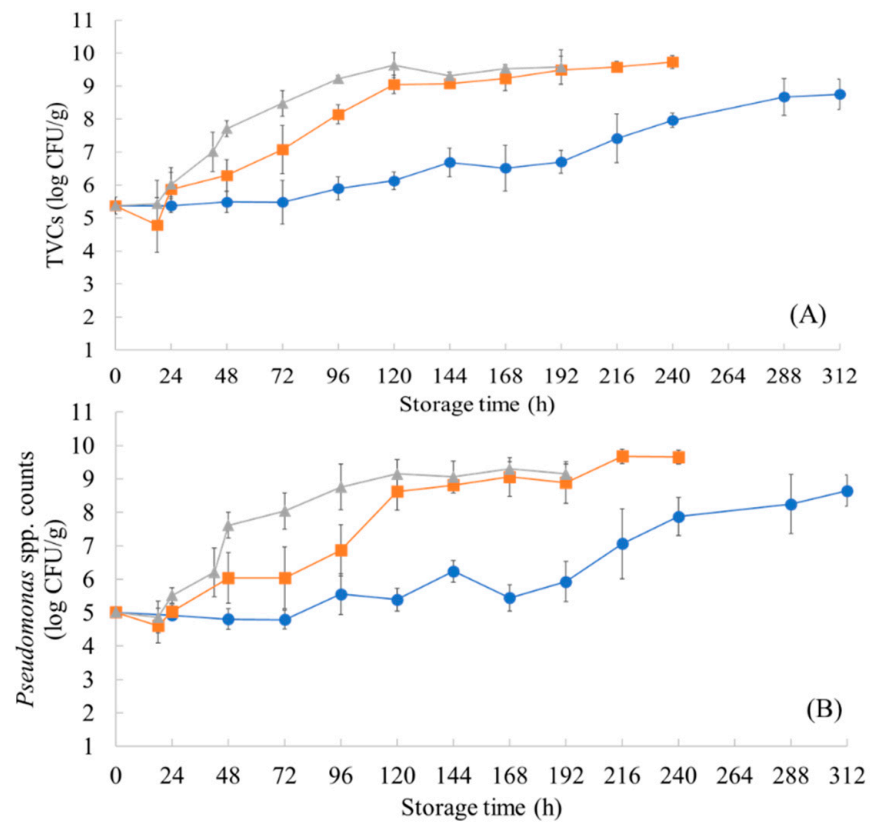 11
10
9
8
7
6
5
4
3
2
1
TVCs (log CFU/g)
(A)
0 24 48 72 96 120 144 168 192 216 240 264 288 312
Storage time (h)
11
10
9
8
7
6
5
4
3
2
1
Pseudomonas spp. counts
(log CFU/g)
(B)
0 24 48 72 96 120 144 168 192 216 240 264 288 312
Storage time (h)